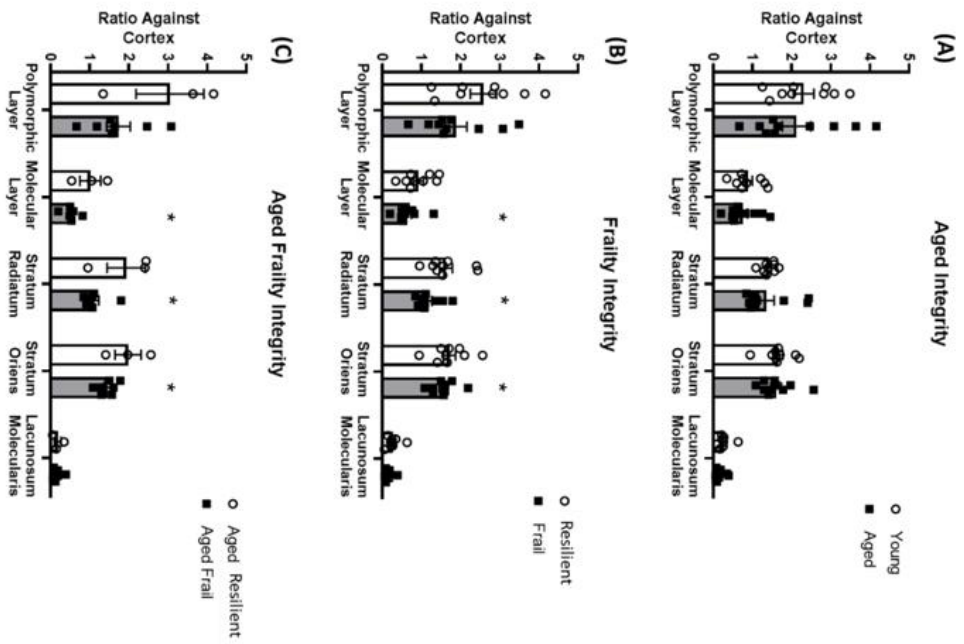 (A)
Aged Integrity
Ratio Against
Cortex
5
4
3
2
1
0
Polymorphic
Layer
Molecular
Layer
Stratum
Radiatum
Stratum
Oriens
Lacunosum
Molecularis
Young
Aged
(B)
Frailty Integrity
Ratio Against
Cortex
5
4
3
2
1
0
*
*
*
Polymorphic
Layer
Molecular
Layer
Stratum
Radiatum
Stratum
Oriens
Lacunosum
Molecularis
Resilient
Frail
(C)
Aged Frailty Integrity
Ratio Against
Cortex
5
4
3
2
1
0
*
*
*
Polymorphic
Layer
Molecular
Layer
Stratum
Radiatum
Stratum
Oriens
Lacunosum
Molecularis
Aged Resilient
Aged Frail